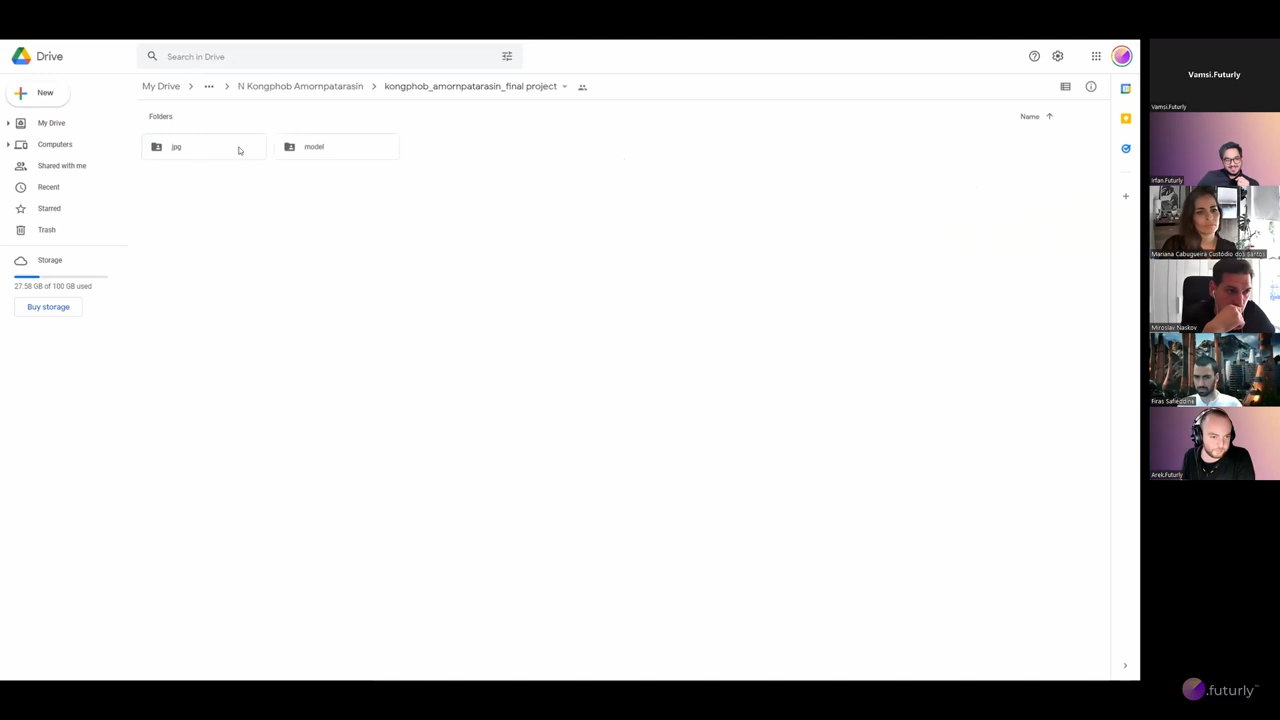 Drive
Search in Drive
New
My Drive
Computers
Shared with me
Recent
Starred
Trash
Storage
27.58 GB of 100 GB used
Buy storage
My Drive
N Kongphob Amornpatarasin
kongphob_amornpatarasin_final project
Folders
Name
jpg
model
Vamsi.Futurly
Vamsi.Futurly
Irfan.Futurly
Mariana Cabugueira Custódio dos Santos
Miroslav Naskov
Firas Safieddine
Arek.Futurly
.futurly™